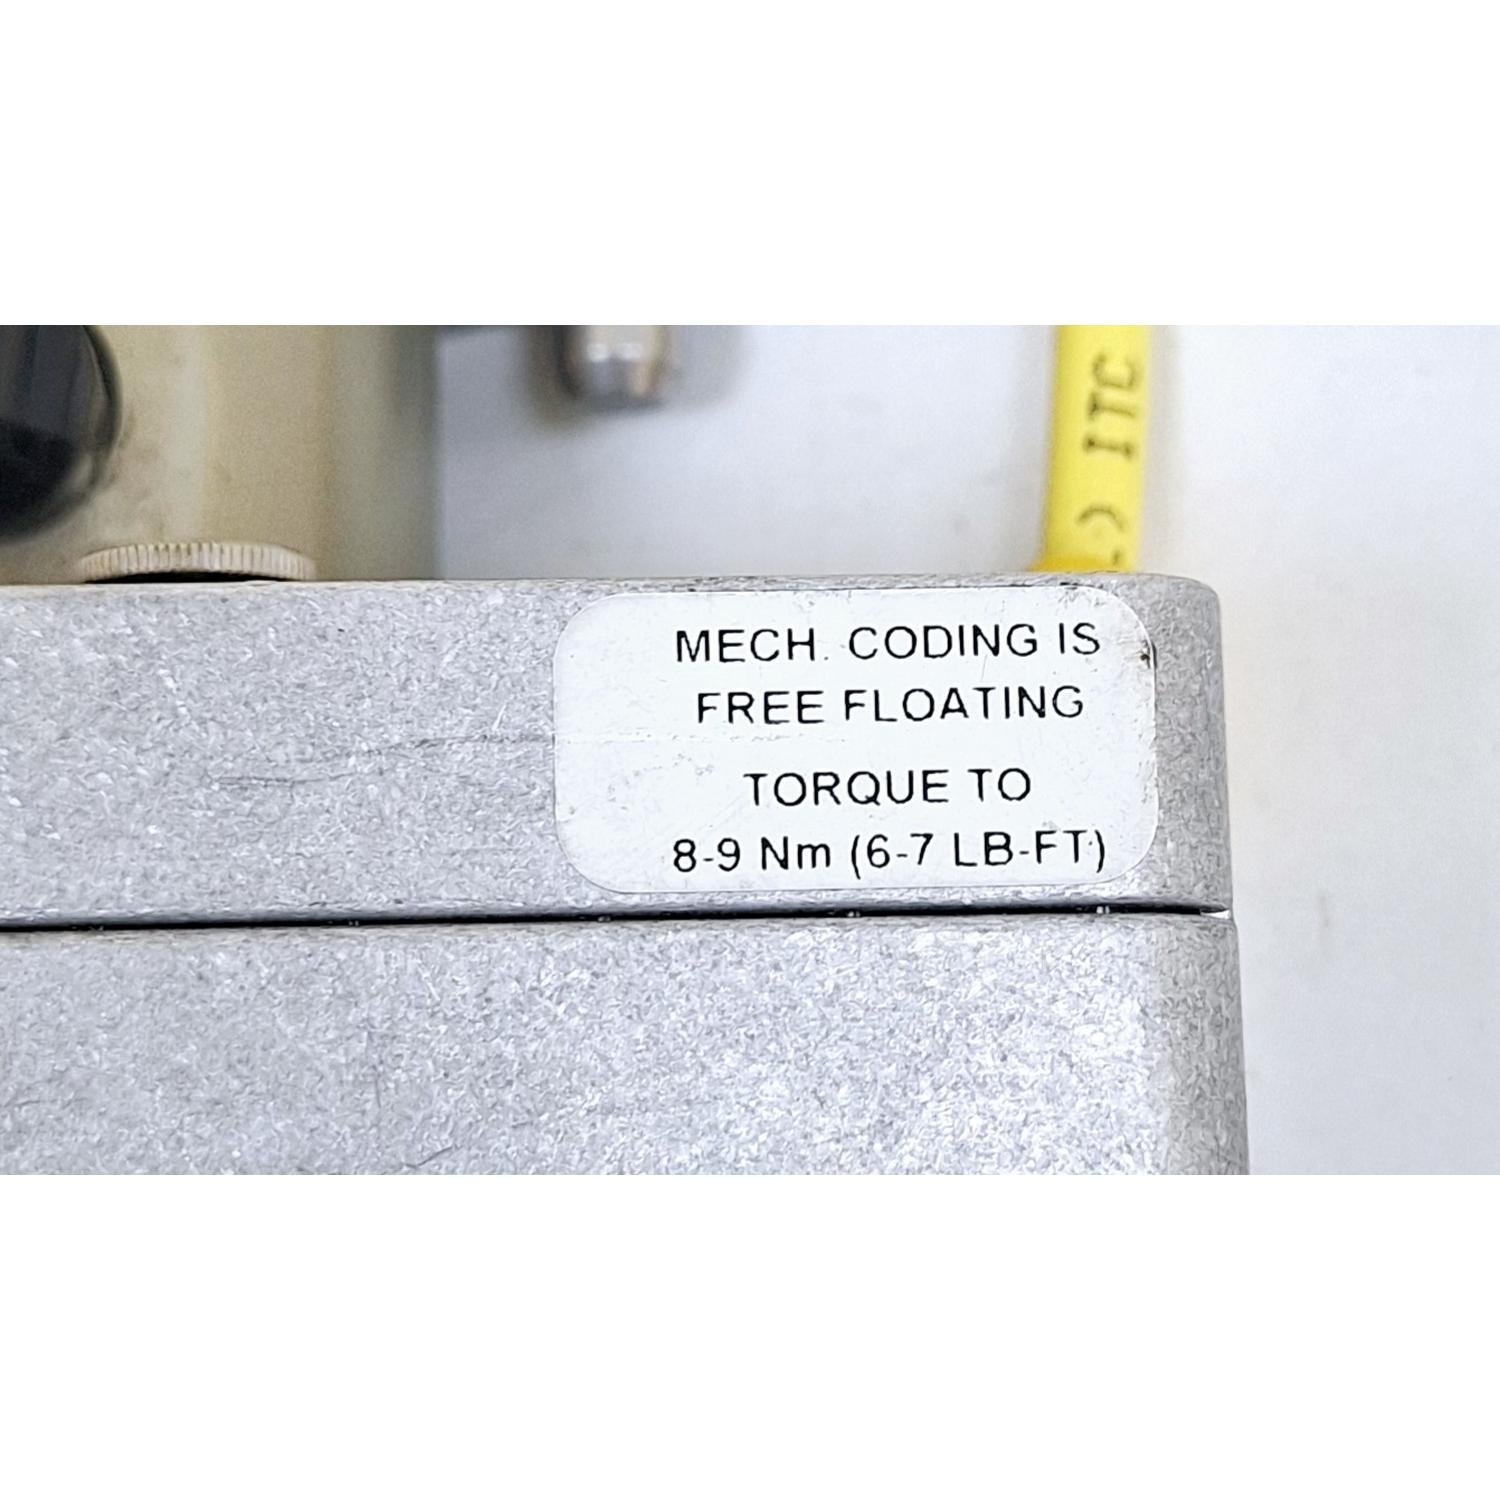 ITC
MECH. CODING IS
FREE FLOATING
TORQUE TO
8-9 Nm (6-7 LB-FT)